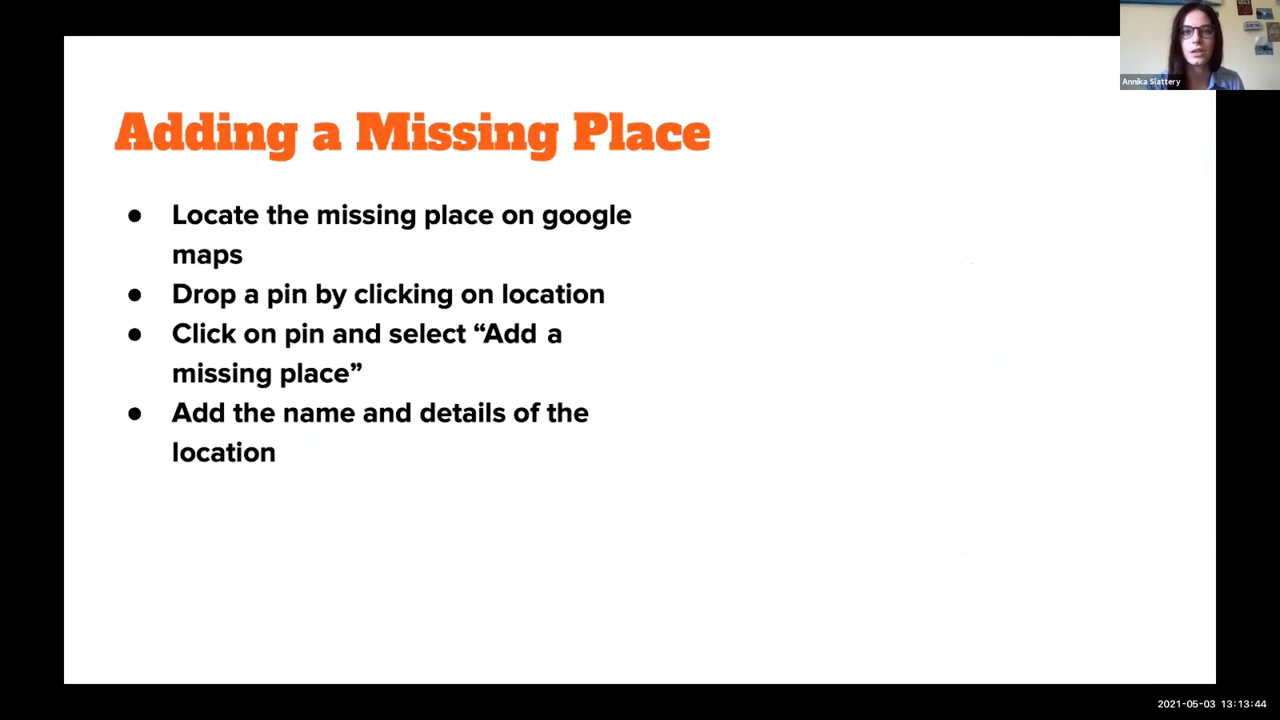 Annika Slattery
Adding a Missing Place
● Locate the missing place on google
maps
● Drop a pin by clicking on location
● Click on pin and select “Add a
missing place”
● Add the name and details of the
location
2021-05-03 13:13:44